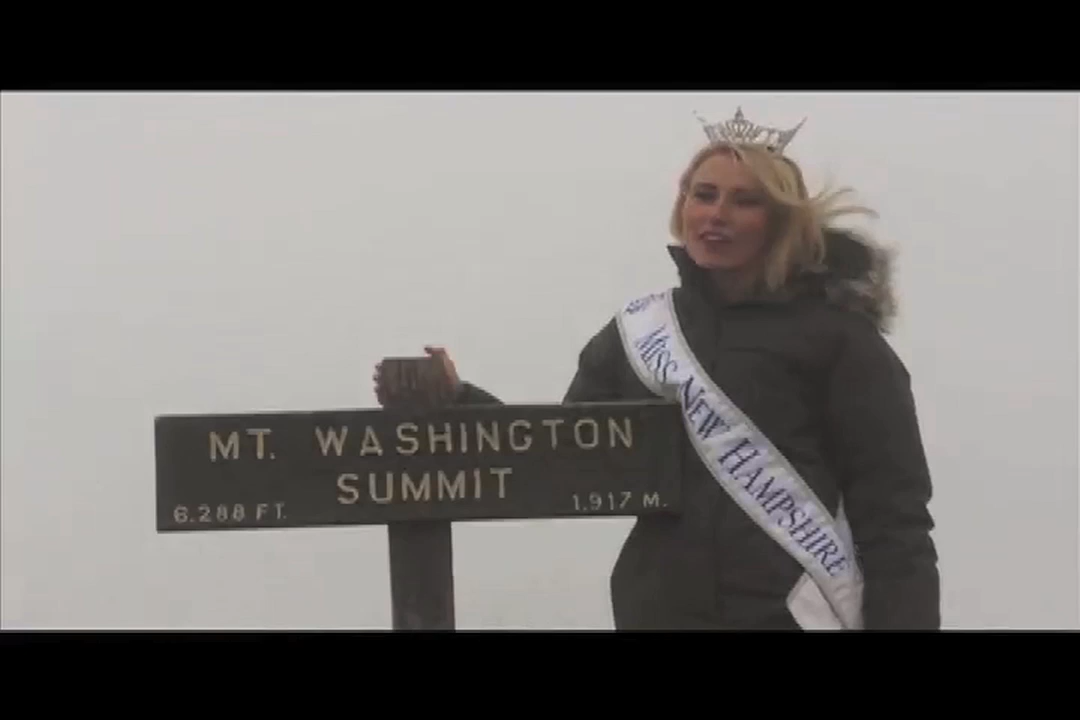 MT. WASHINGTON
SUMMIT
6.288 FT.
1.917 M.
MISS NEW HAMPSHIRE